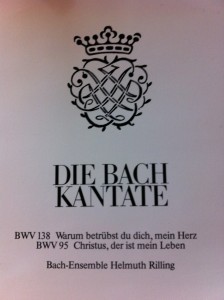 DIE BACH
KANTATE
BWV 138 Warum betrübst du dich, mein Herz
BWV 95 Christus, der ist mein Leben
Bach-Ensemble Helmuth Rilling